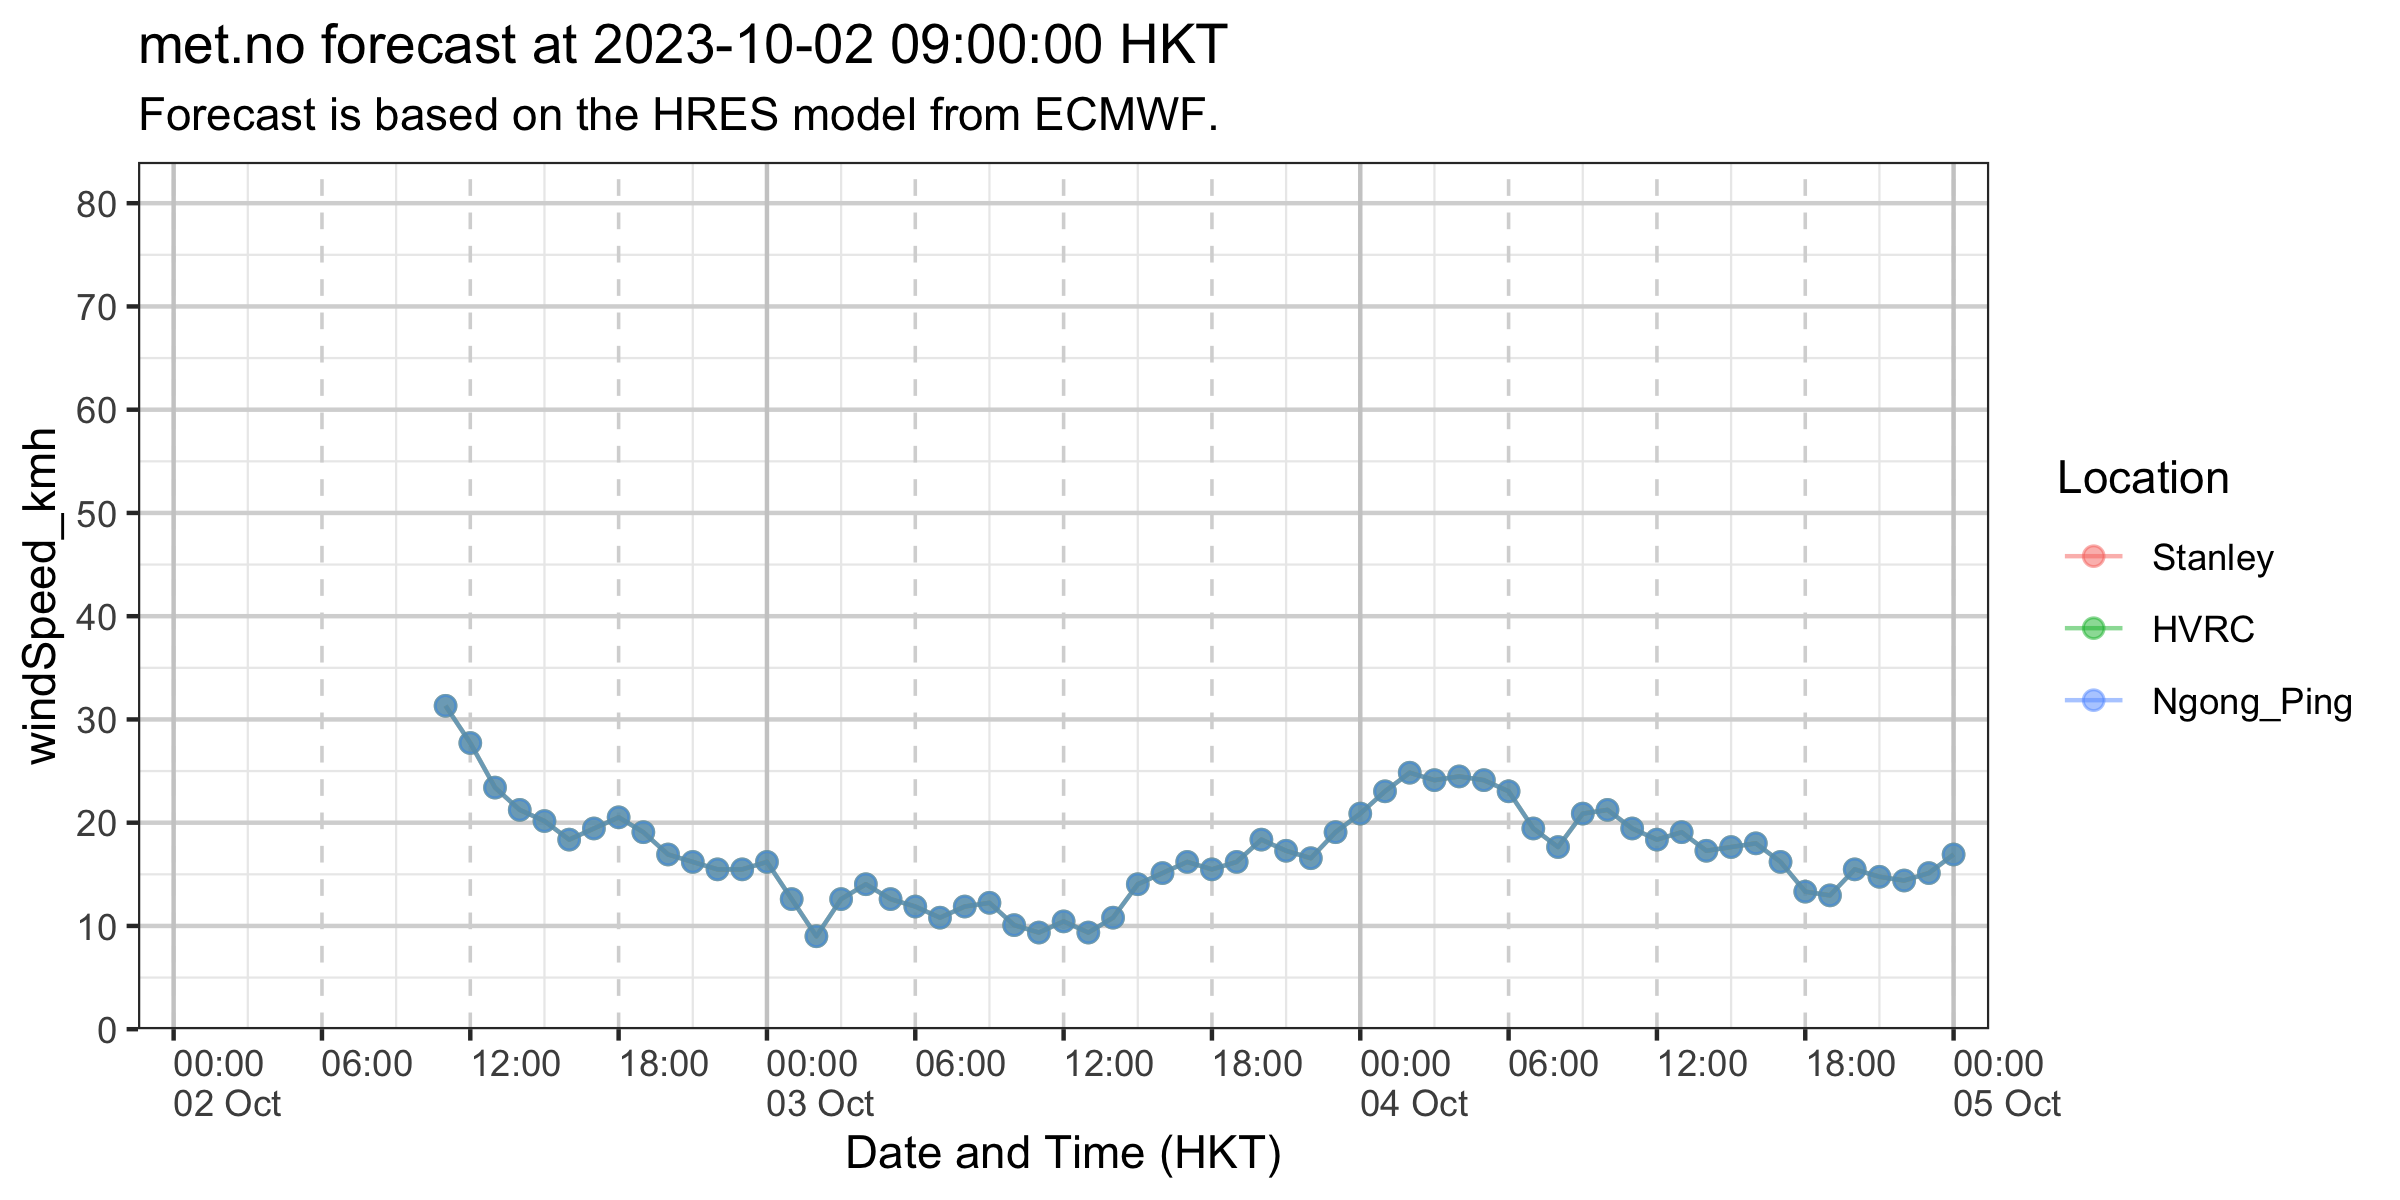 met.no forecast at 2023-10-02 09:00:00 HKT
Forecast is based on the HRES model from ECMWF.
windSpeed_kmh
80
70
60
50
40
30
20
10
0
00:00 06:00 12:00 18:00 00:00 06:00 12:00 18:00 00:00 06:00 12:00 18:00 00:00
02 Oct 03 Oct 04 Oct 05 Oct
Date and Time (HKT)
Location
Stanley
HVRC
Ngong_Ping